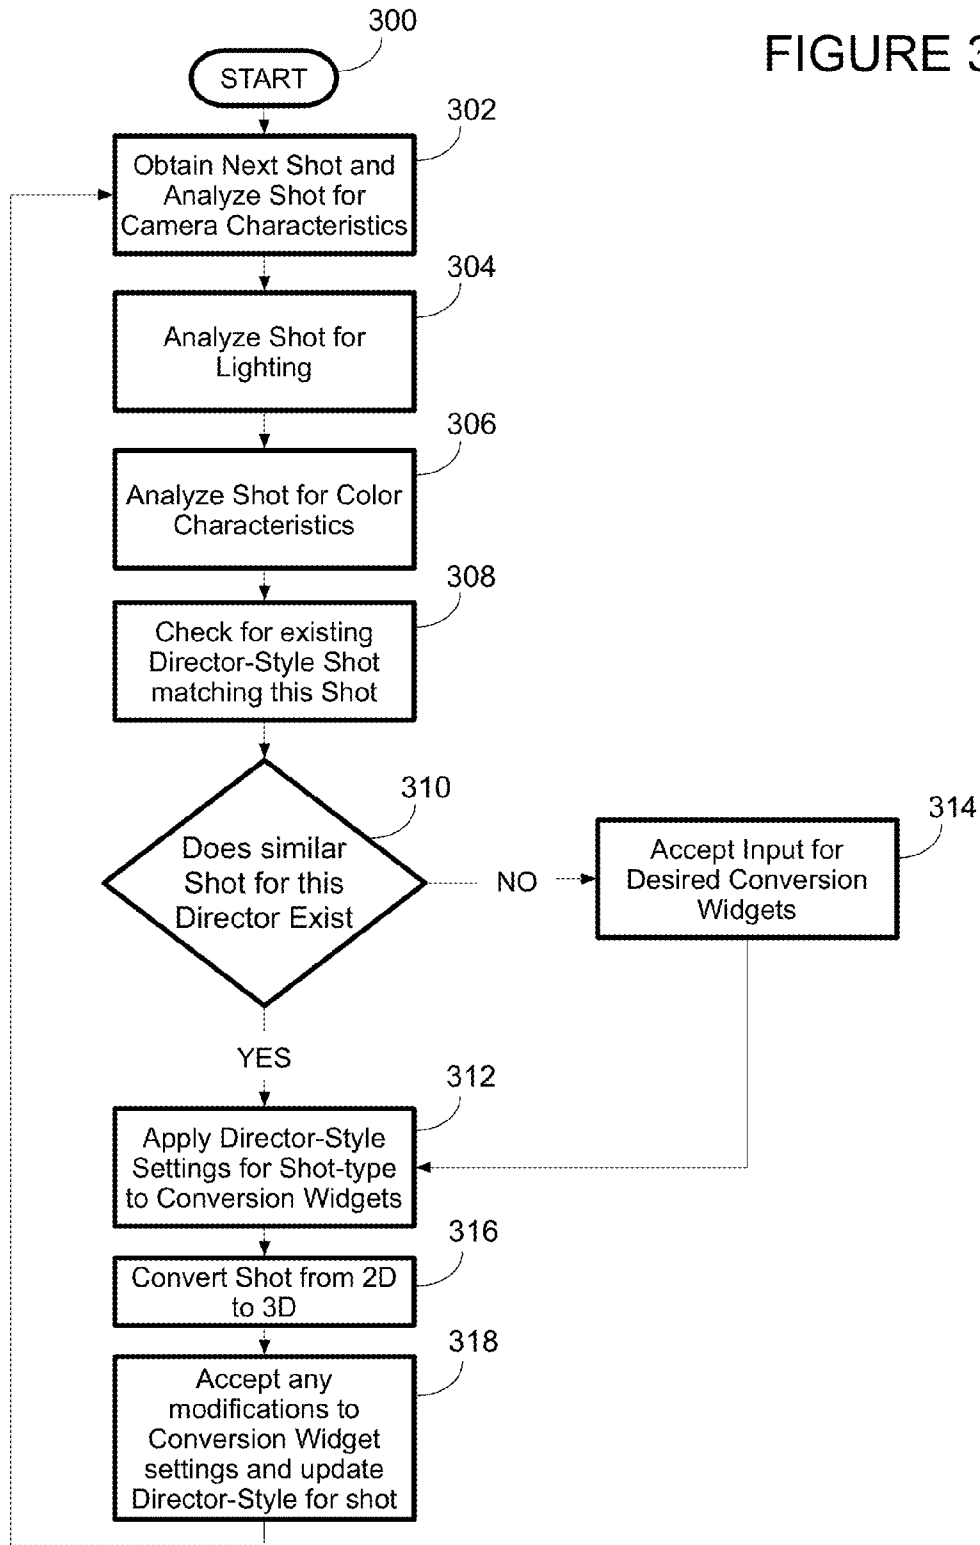 FIGURE 3
300
START
302
Obtain Next Shot and
Analyze Shot for
Camera Characteristics
304
Analyze Shot for
Lighting
306
Analyze Shot for Color
Characteristics
308
Check for existing
Director-Style Shot
matching this Shot
310
Does similar
Shot for this
Director Exist
NO
314
Accept Input for
Desired Conversion
Widgets
YES
312
Apply Director-Style
Settings for Shot-type
to Conversion Widgets
316
Convert Shot from 2D
to 3D
318
Accept any
modifications to
Conversion Widget
settings and update
Director-Style for shot